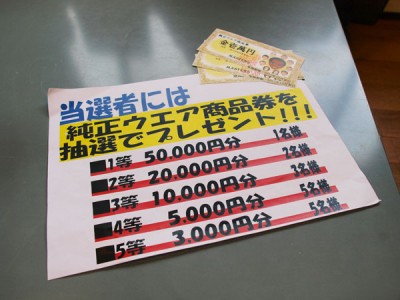 金壱萬円
当選者には
純正ウエア商品券を
抽選でプレゼント!!!
■1等 50.000円分 1名様
■2等 20.000円分 2名様
■3等 10.000円分 3名様
■4等 5.000円分 5名様
■5等 3.000円分 5名様